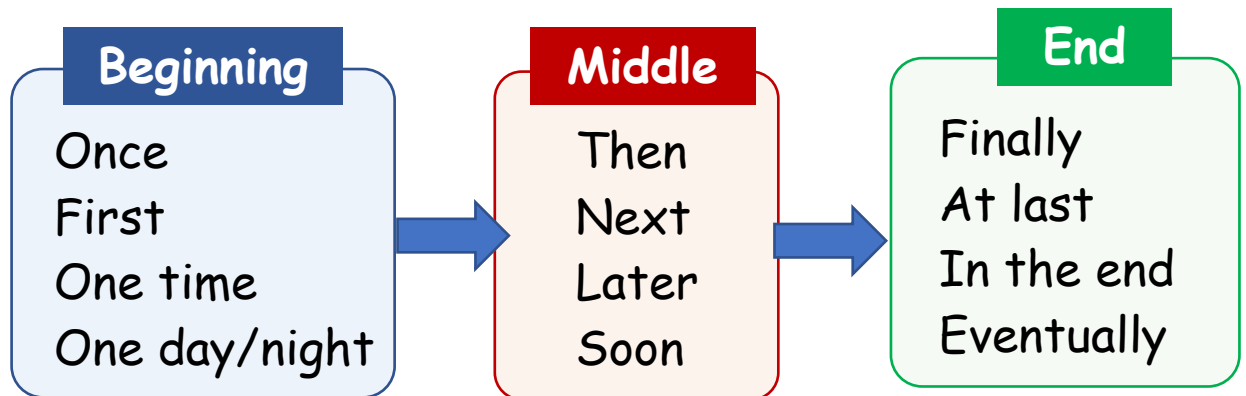 Beginning
Once
First
One time
One day/night
Middle
Then
Next
Later
Soon
End
Finally
At last
In the end
Eventually